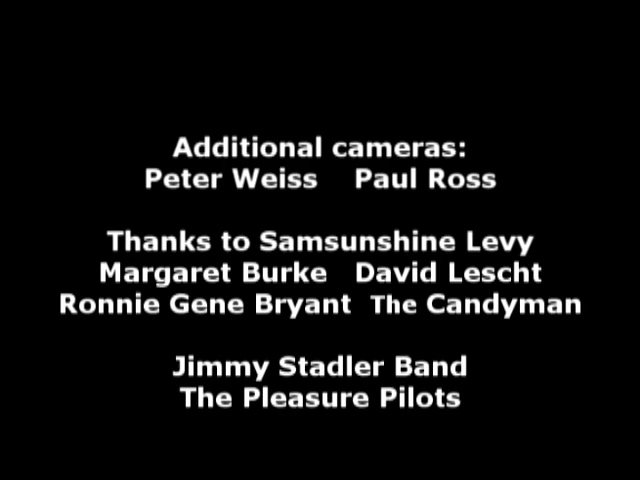 Additional cameras:
Peter Weiss Paul Ross
Thanks to Samsunshine Levy
Margaret Burke David Lescht
Ronnie Gene Bryant The Candyman
Jimmy Stadler Band
The Pleasure Pilots